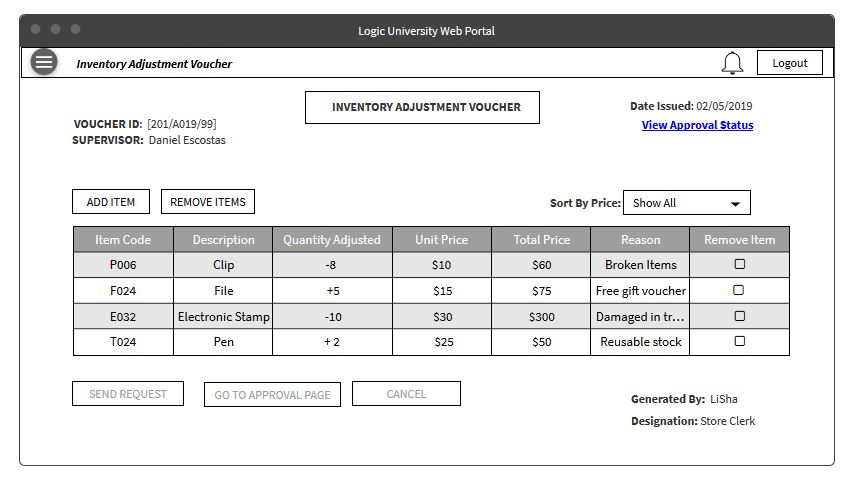 Logic University Web Portal
Inventory Adjustment Voucher
Logout
INVENTORY ADJUSTMENT VOUCHER
Date Issued: 02/05/2019
View Approval Status
VOUCHER ID: [201/A019/99]
SUPERVISOR: Daniel Escostas
ADD ITEM REMOVE ITEMS Sort By Price: Show All
Item Code Description Quantity Adjusted Unit Price Total Price Reason Remove Item
P006 Clip -8 $10 $60 Broken Items
F024 File +5 $15 $75 Free gift voucher
E032 Electronic Stamp -10 $30 $300 Damaged in tr...
T024 Pen + 2 $25 $50 Reusable stock
SEND REQUEST GO TO APPROVAL PAGE CANCEL
Generated By: LiSha
Designation: Store Clerk